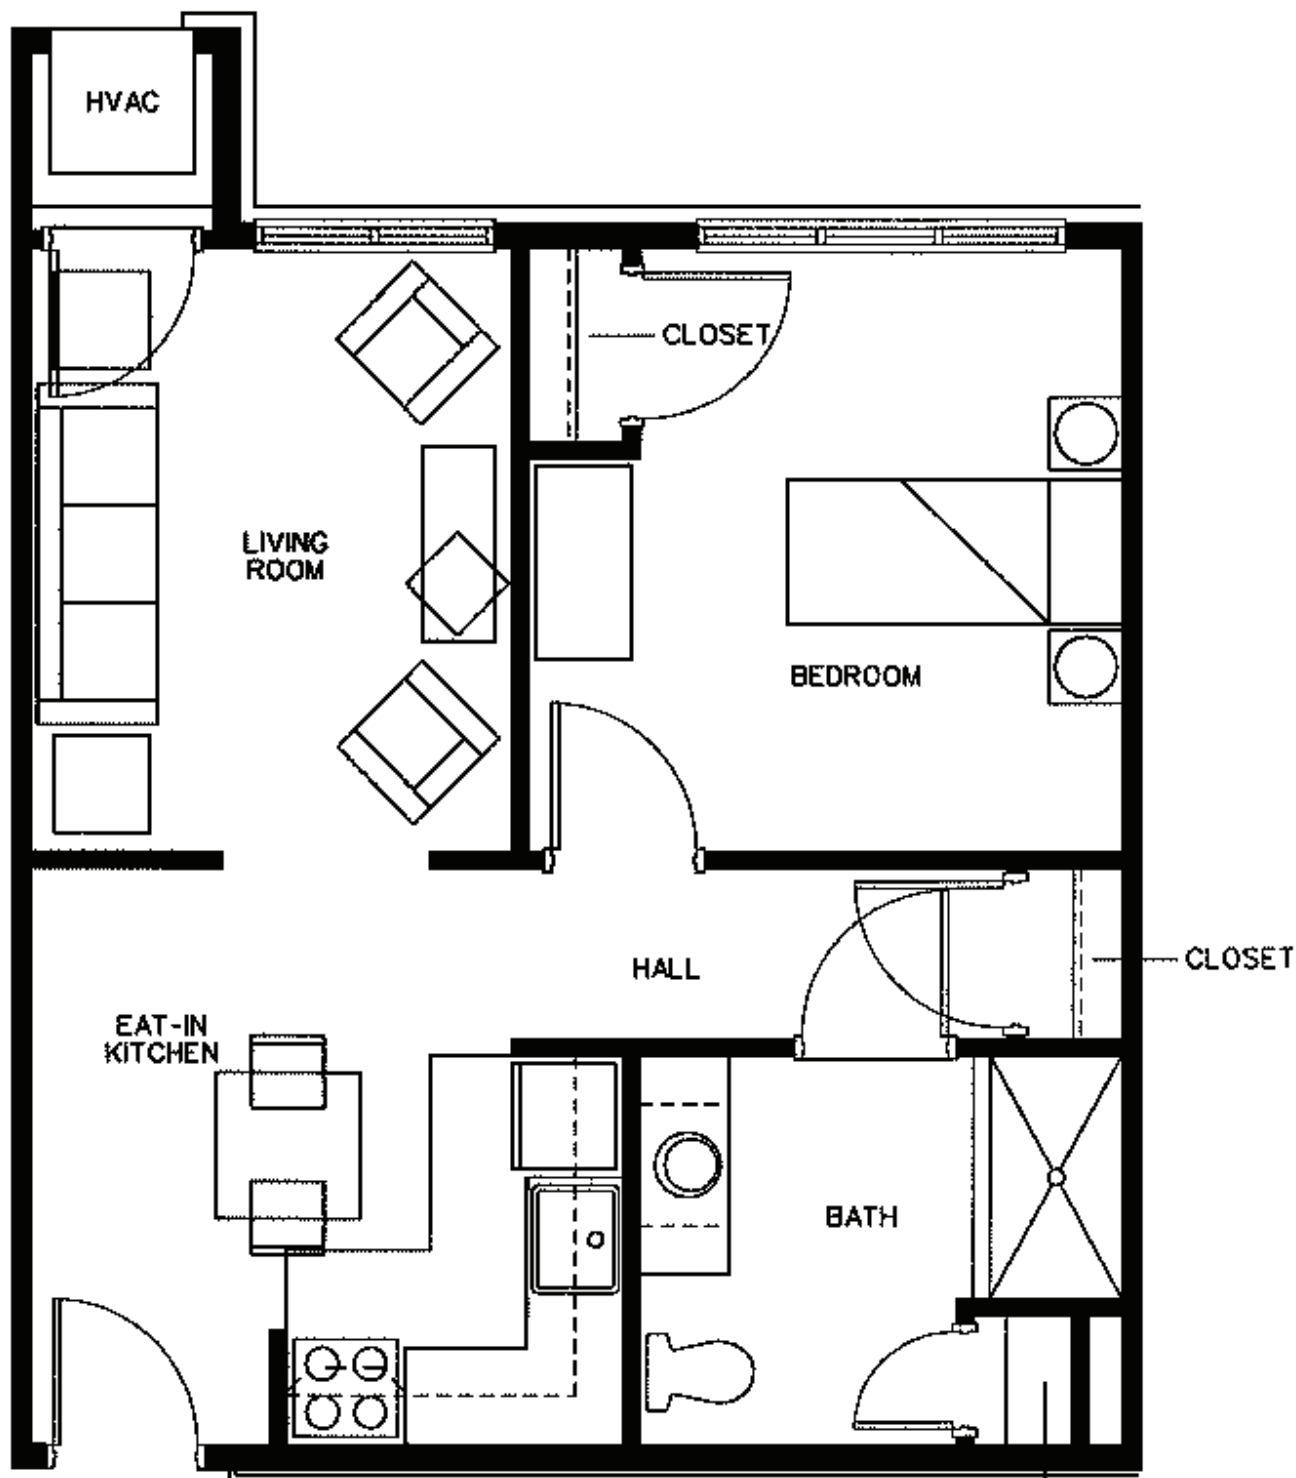 HVAC
CLOSET
LIVING
ROOM
BEDROOM
HALL
CLOSET
EAT-IN
KITCHEN
BATH